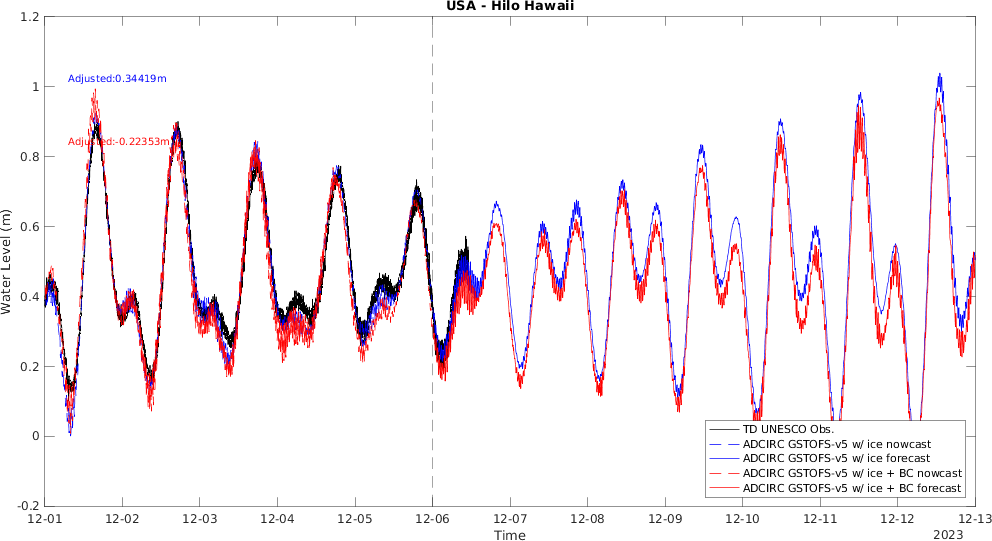 USA - Hilo Hawaii
1.2
1
0.8
0.6
0.4
0.2
0
-0.2
Water Level (m)
Adjusted:0.34419m
Adjusted:-0.22353m
TD UNESCO Obs.
ADCIRC GSTOFS-v5 w/ ice nowcast
ADCIRC GSTOFS-v5 w/ ice forecast
ADCIRC GSTOFS-v5 w/ ice + BC nowcast
ADCIRC GSTOFS-v5 w/ ice + BC forecast
12-01 12-02 12-03 12-04 12-05 12-06 12-07 12-08 12-09 12-10 12-11 12-12 12-13
Time
2023